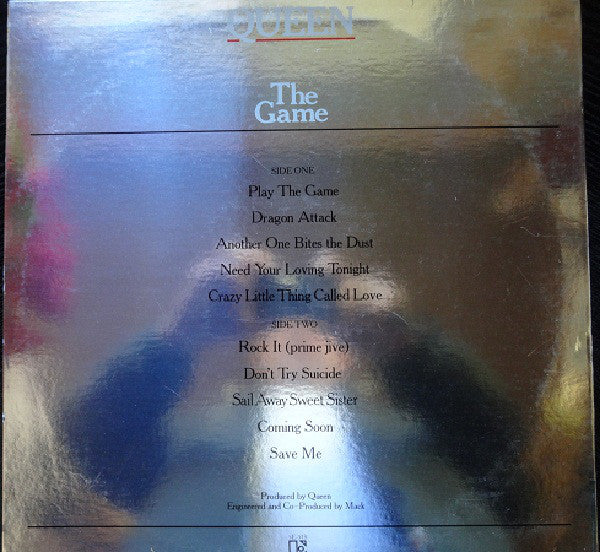 QUEEN
The
Game
SIDE ONE
Play The Game
Dragon Attack
Another One Bites the Dust
Need Your Loving Tonight
Crazy Little Thing Called Love
SIDE TWO
Rock It (prime jive)
Don't Try Suicide
Sail Away Sweet Sister
Coming Soon
Save Me
Produced by Queen
Engineered and Co-Produced by Mack